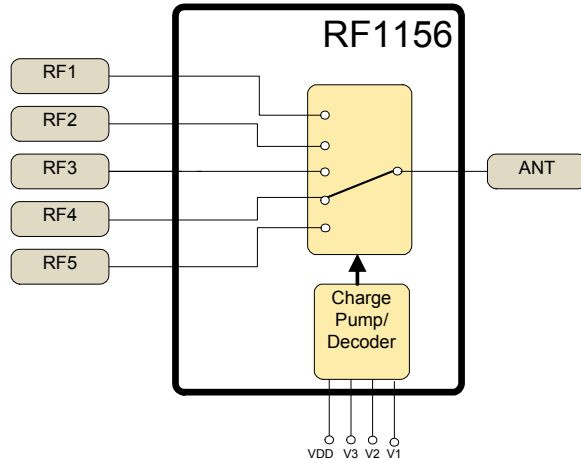 RF1156
RF1
RF2
RF3
RF4
RF5
ANT
Charge
Pump/
Decoder
VDD V3 V2 V1